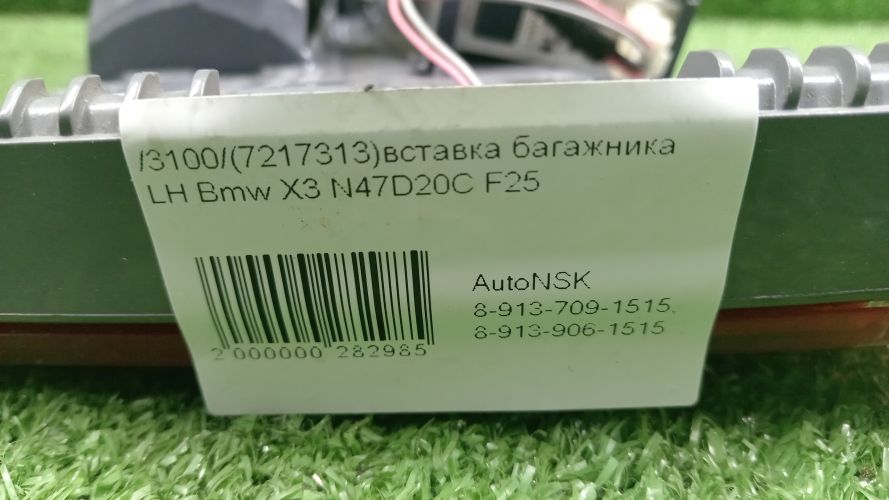 /3100/(7217313)вставка багажника
LH Bmw X3 N47D20C F25
AutoNSK
8-913-709-1515,
8-913-906-1515
2 000000 282985